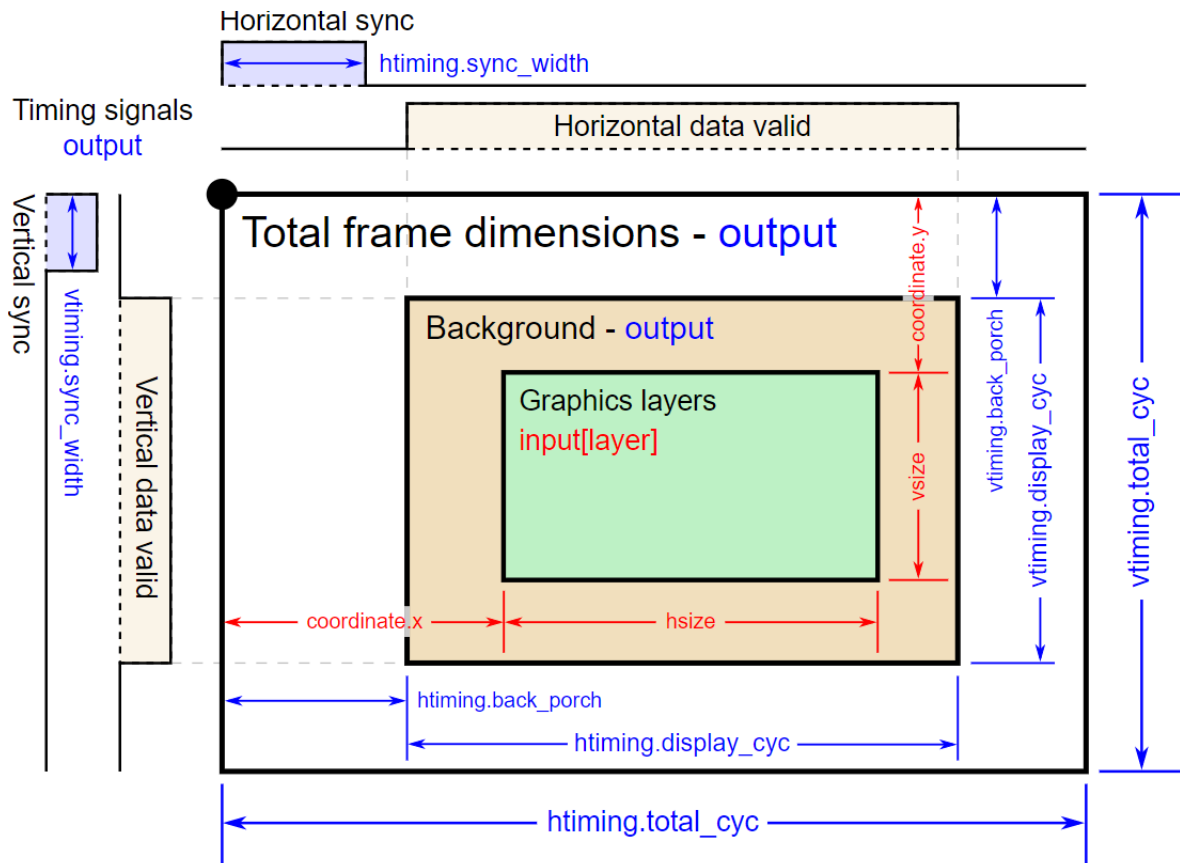 Horizontal sync
htiming.sync_width
Timing signals
output
Horizontal data valid
Vertical sync
vtiming.sync_width
Vertical data valid
Total frame dimensions - output
coordinate.y
vtiming.back_porch
vtiming.display_cyc
vtiming.total_cyc
Background - output
Graphics layers
input[layer]
vsize
coordinate.x
hsize
htiming.back_porch
htiming.display_cyc
htiming.total_cyc